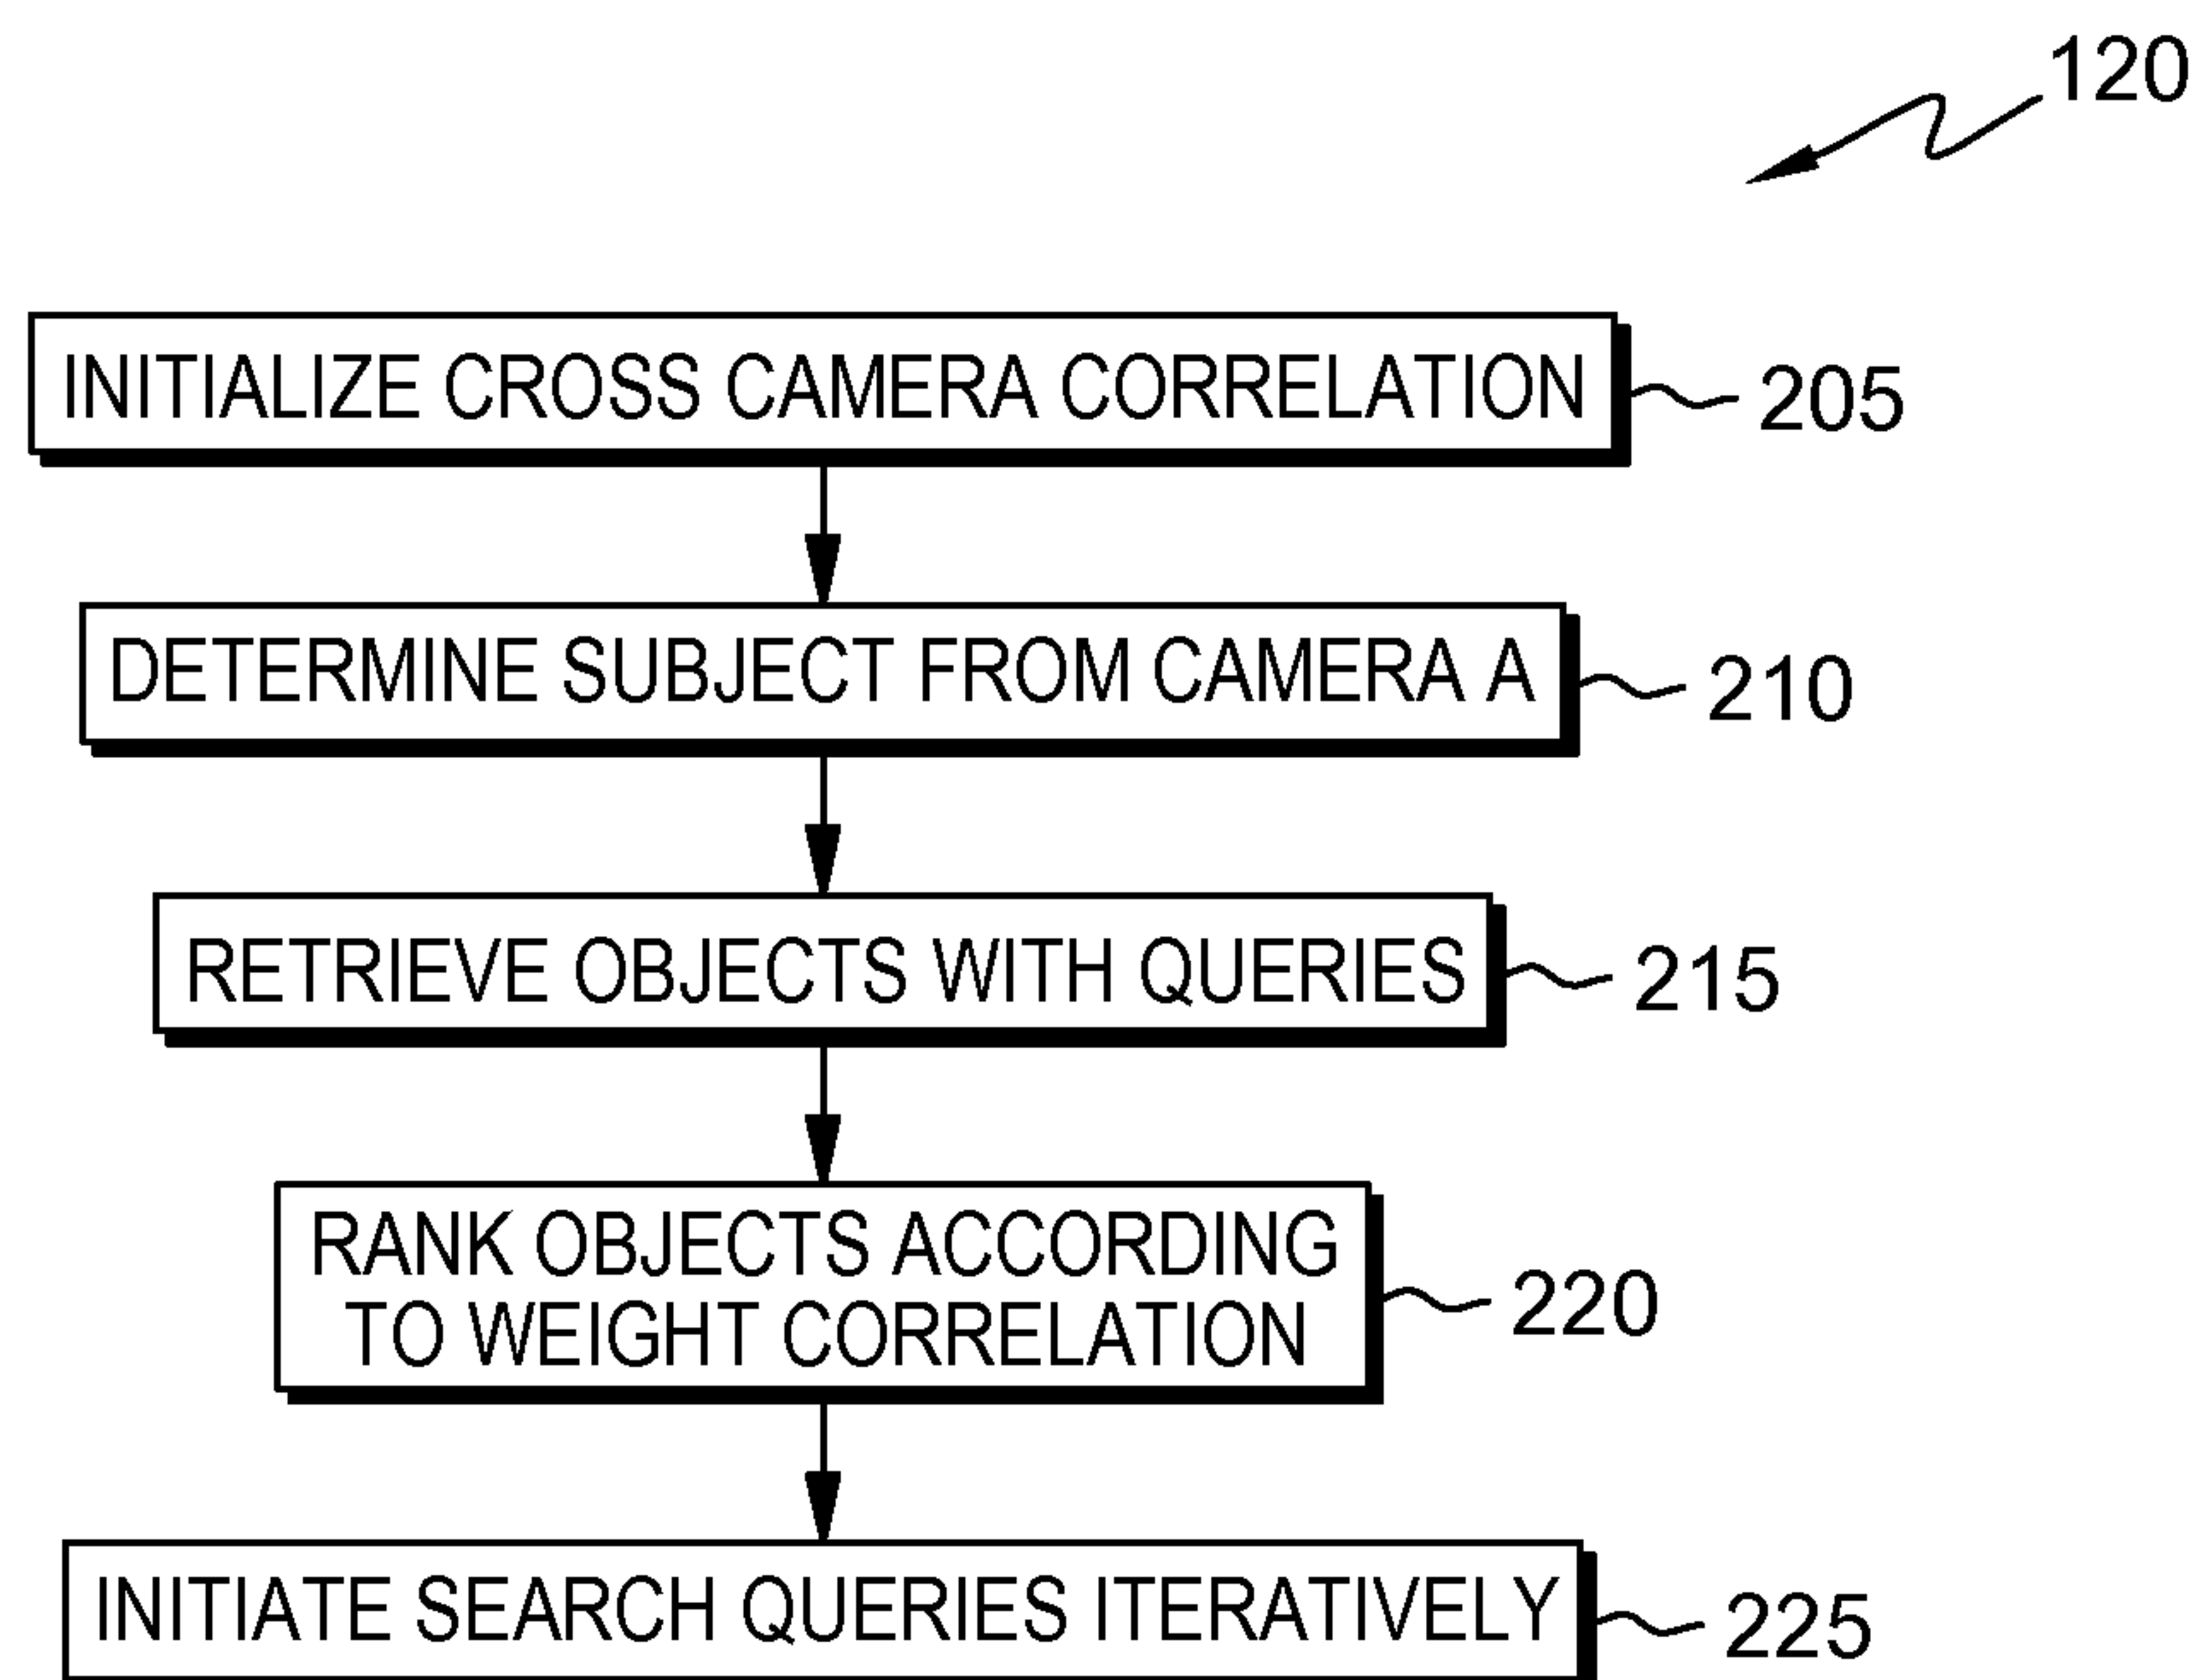 120
INITIALIZE CROSS CAMERA CORRELATION
205
DETERMINE SUBJECT FROM CAMERA A
210
RETRIEVE OBJECTS WITH QUERIES
215
RANK OBJECTS ACCORDING
TO WEIGHT CORRELATION
220
INITIATE SEARCH QUERIES ITERATIVELY
225